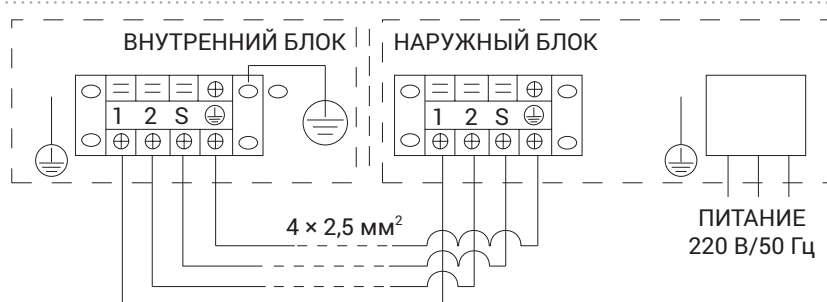 ВНУТРЕННИЙ БЛОК
НАРУЖНЫЙ БЛОК
1 2 S
1 2 S
4 × 2,5 мм²
ПИТАНИЕ
220 В/50 Гц